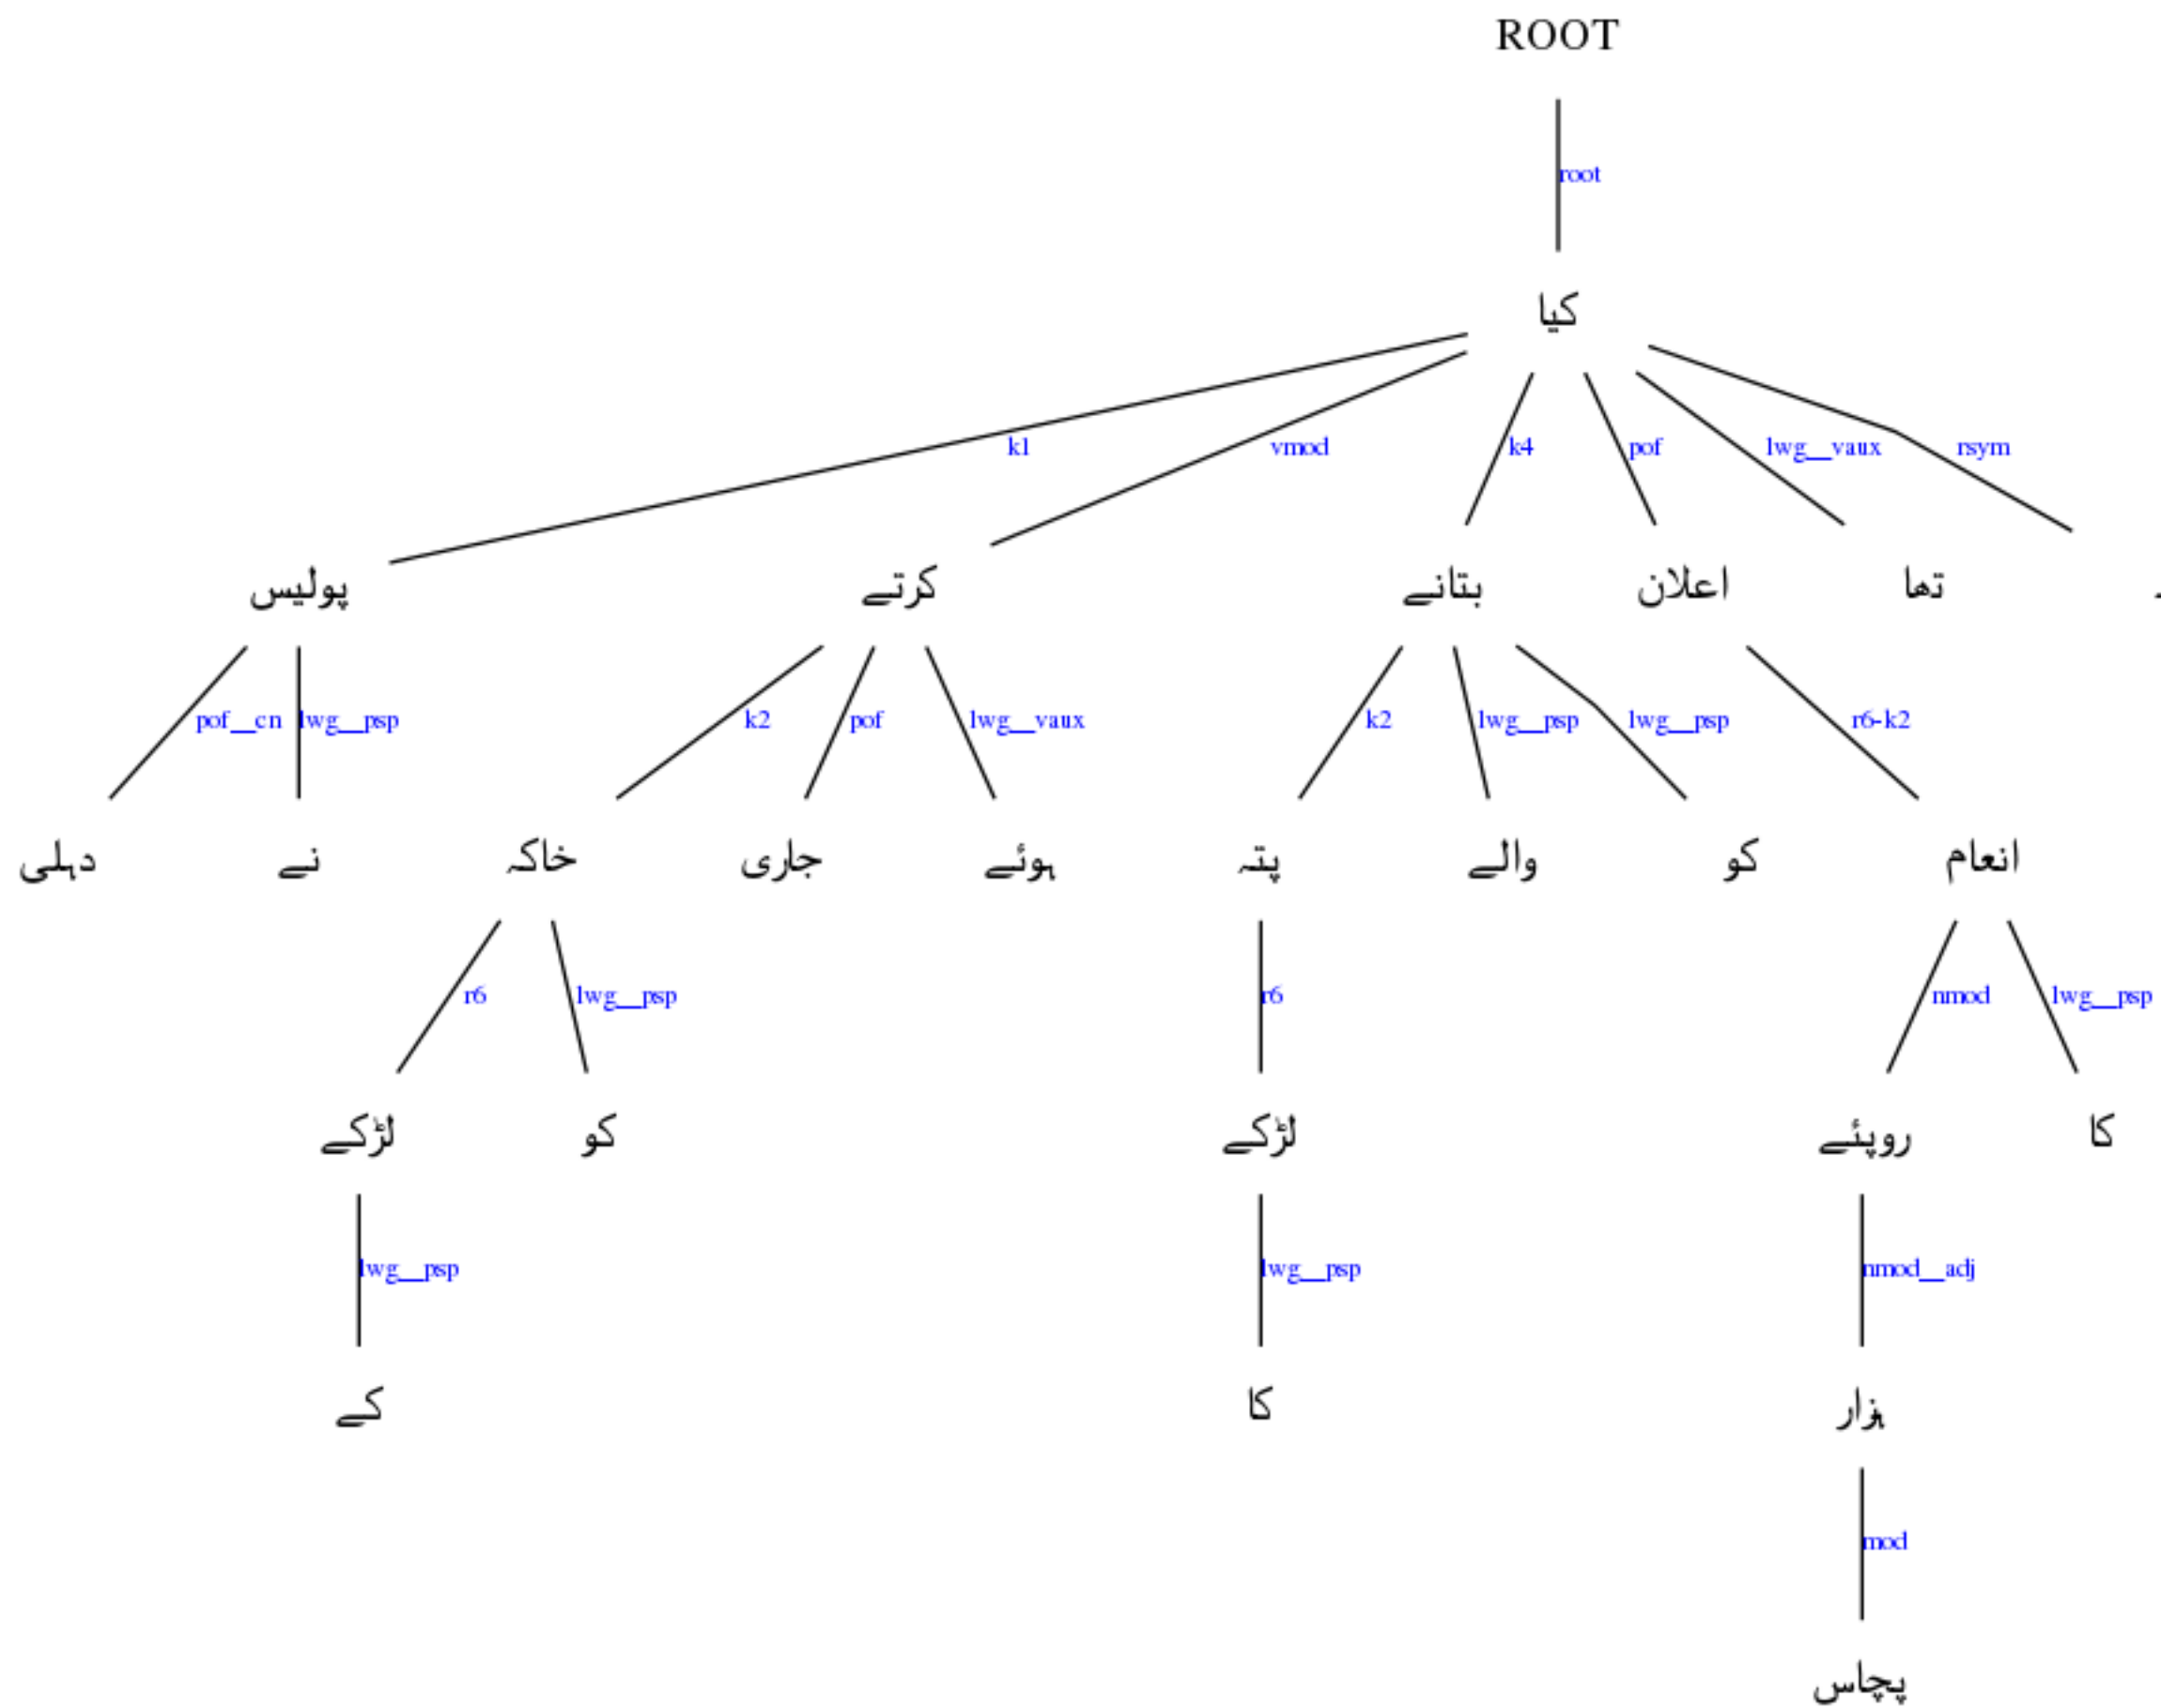 ROOT
root
کیا
k1 vmod k4 pof lwg__vaux rsym
پولیس کرتے بتانے اعلان تھا ۔
pof__cn lwg__psp k2 pof lwg__vaux k2 lwg__psp lwg__psp r6-k2
دہلی نے خاکہ جاری ہوئے پتہ والے کو انعام
r6 lwg__psp r6 nmod lwg__psp
لڑکے کو لڑکے روپئے کا
lwg__psp lwg__psp nmod__adj
کے کا ہزار
mod
پچاس